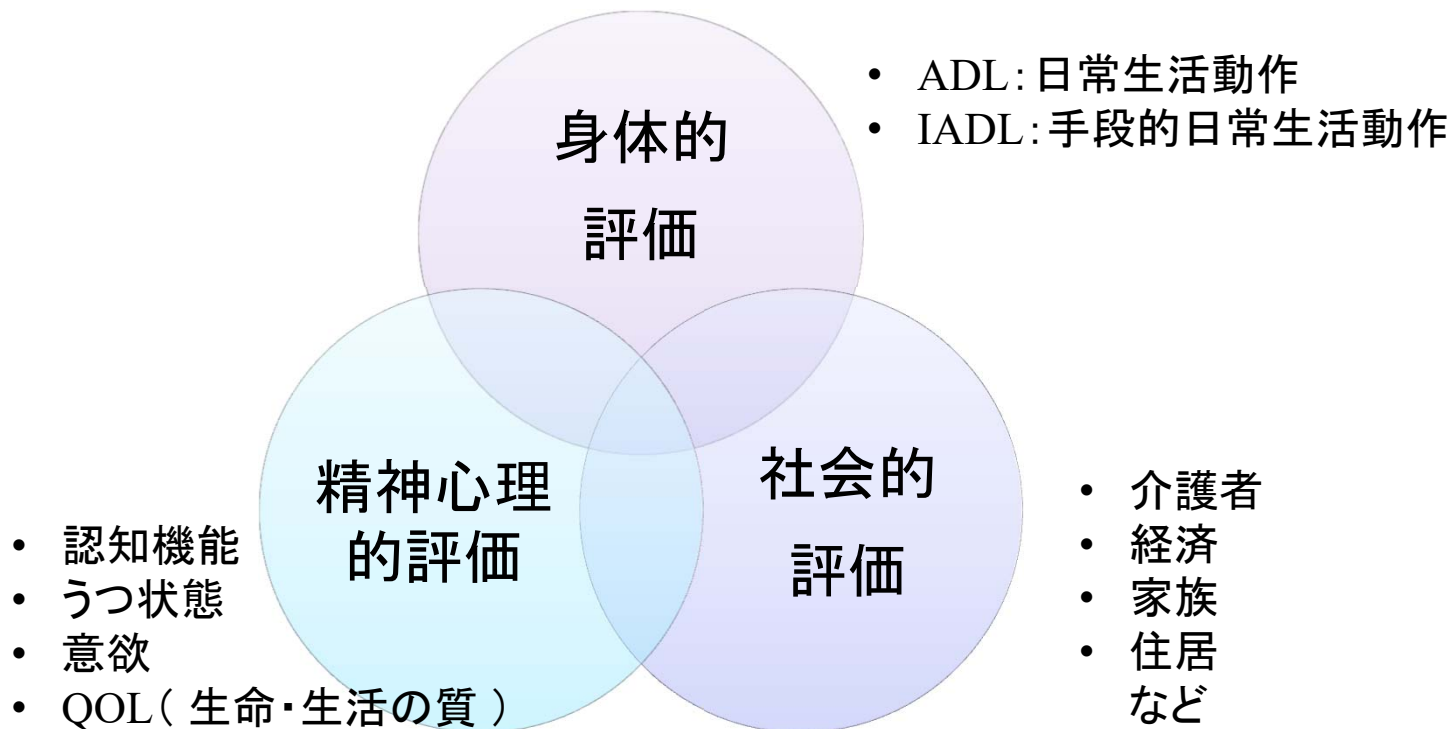 身体的
評価
• ADL：日常生活動作
• IADL：手段的日常生活動作
精神心理
的評価
• 認知機能
• うつ状態
• 意欲
• QOL（ 生命・生活の質 ）
社会的
評価
• 介護者
• 経済
• 家族
• 住居
など